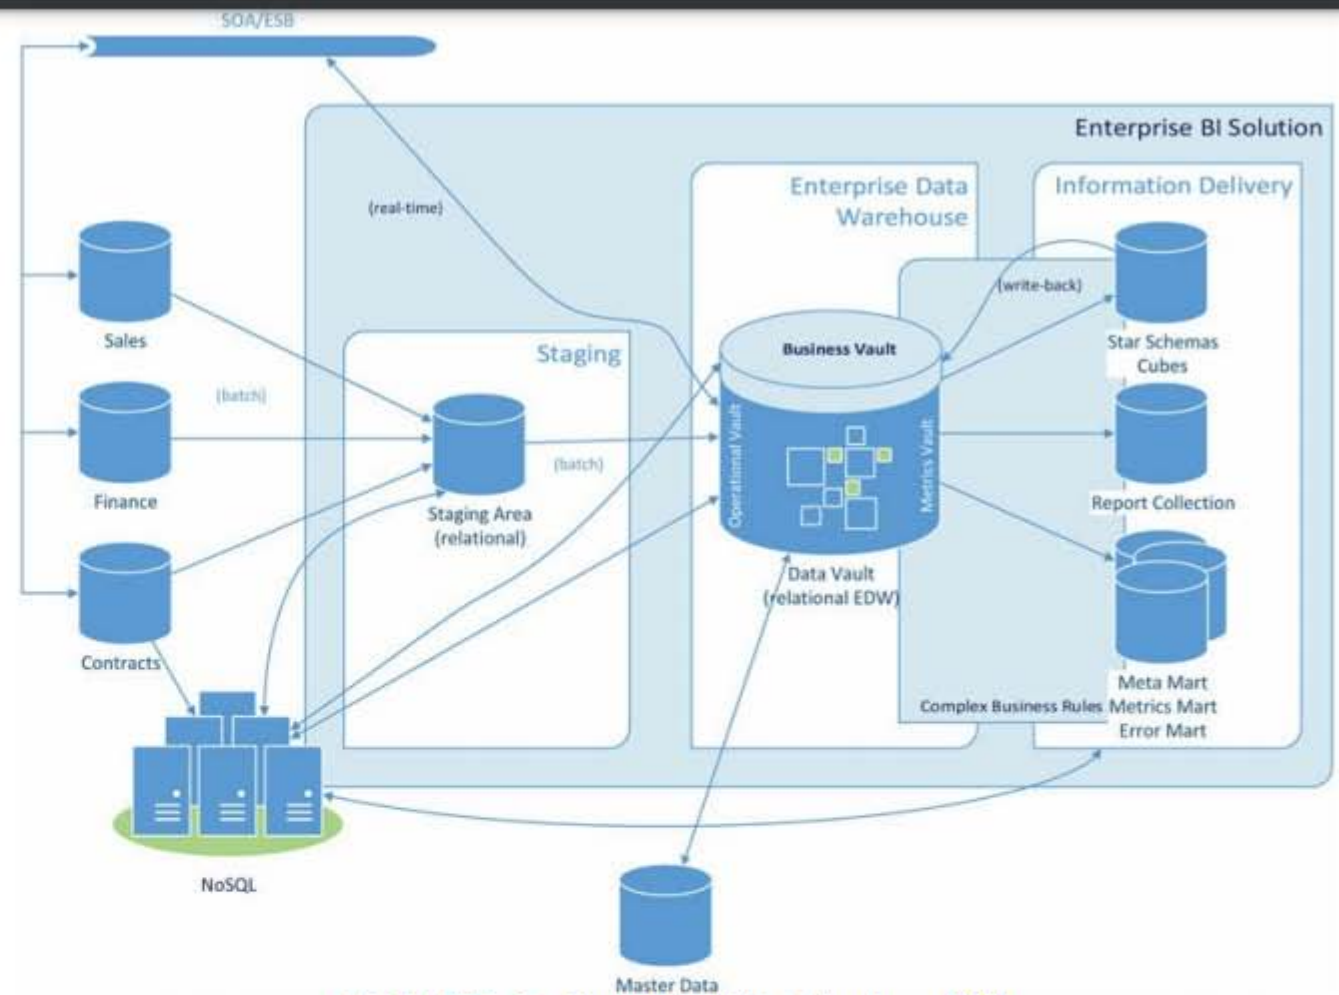 SOA/ESB
Enterprise BI Solution
Enterprise Data
Warehouse
Information Delivery
(real-time)
(write-back)
Sales
Staging
Business Vault
Star Schemas
Cubes
(batch)
Operational Vault
Metrics Vault
(batch)
Finance
Staging Area
(relational)
Report Collection
Data Vault
(relational EDW)
Contracts
Meta Mart
Complex Business Rules
Metrics Mart
Error Mart
NoSQL
Master Data